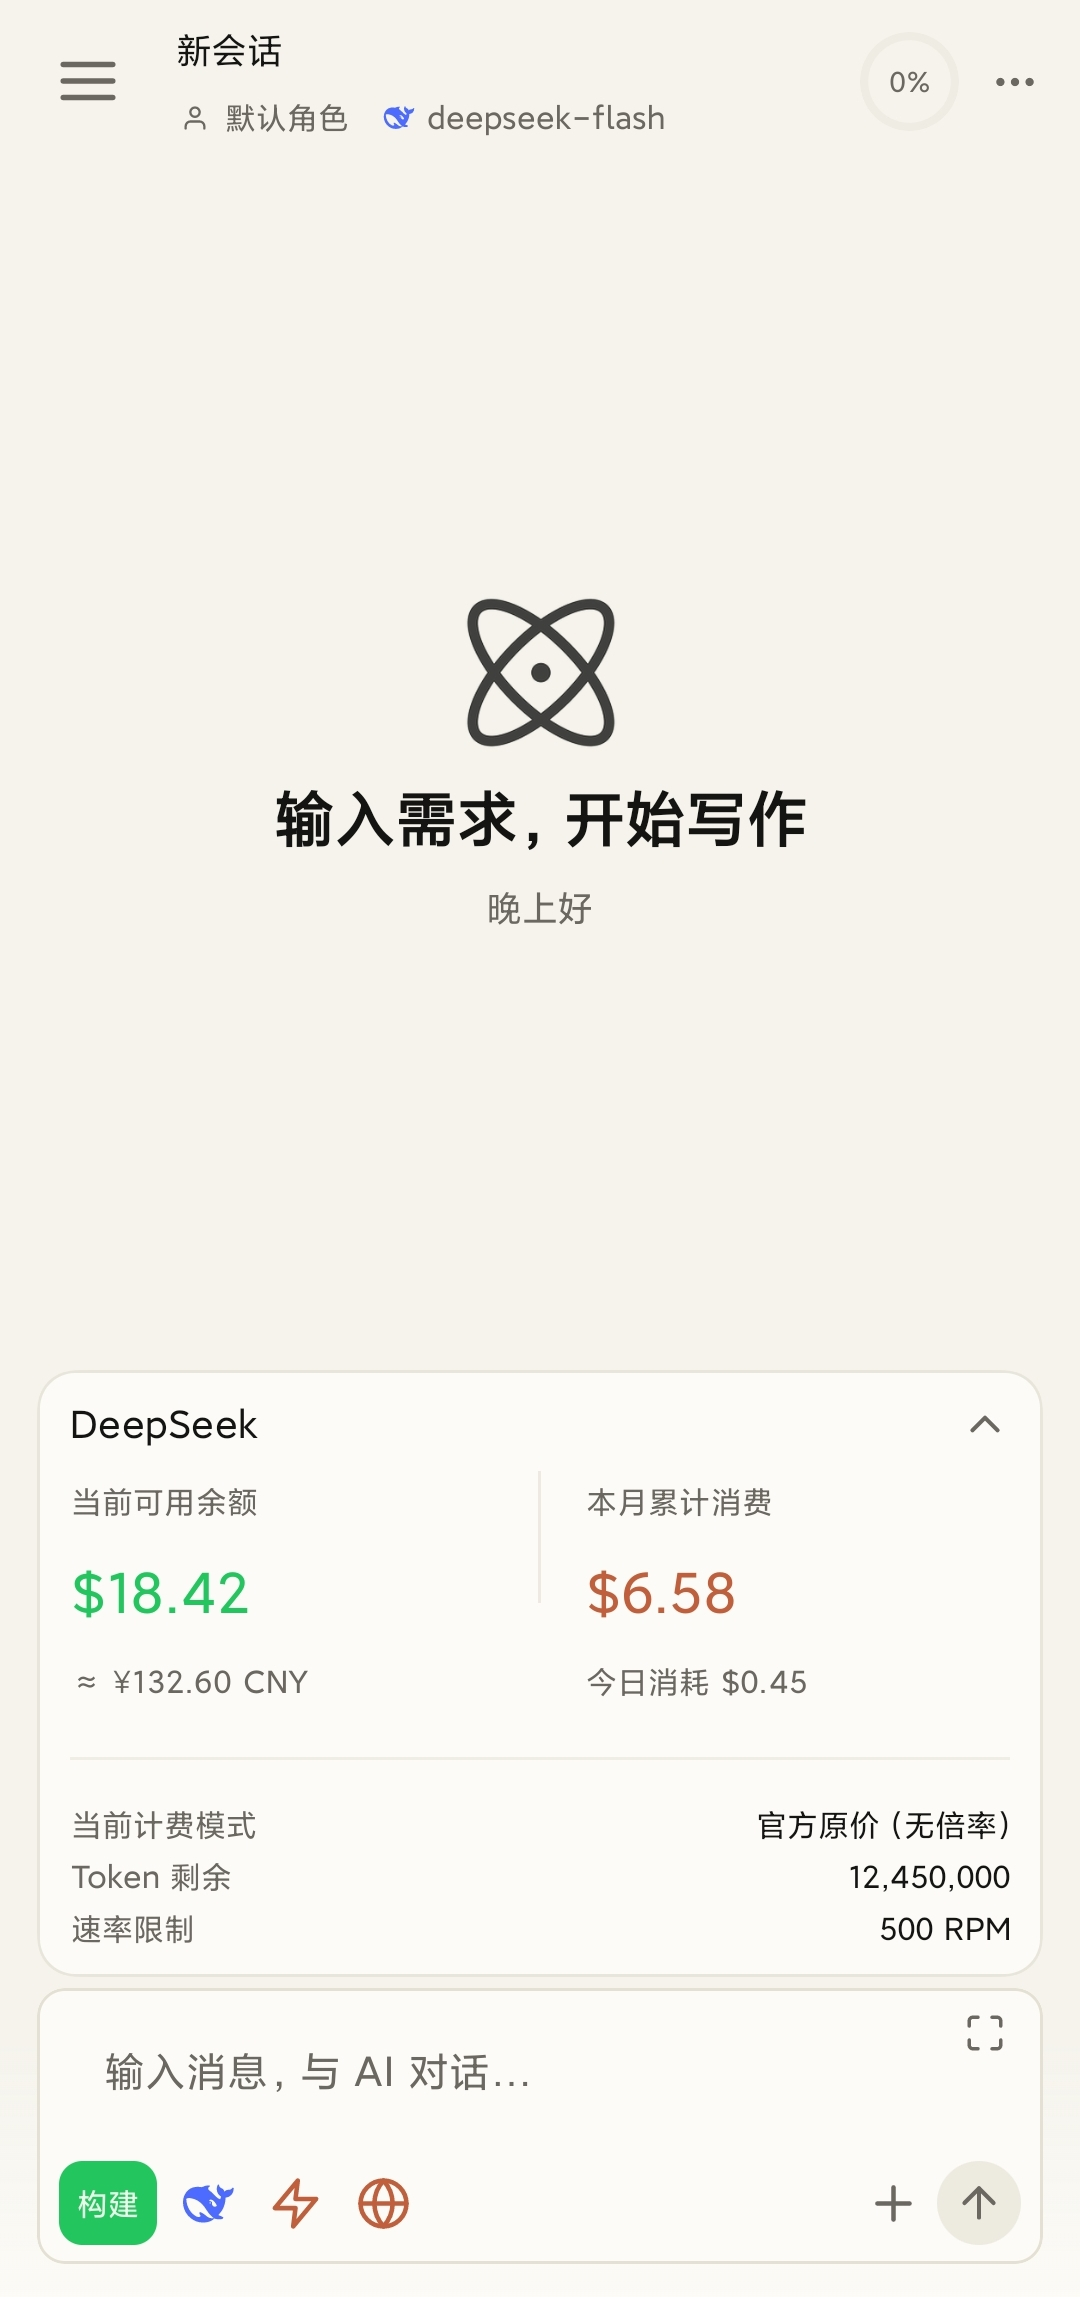 新会话
默认角色 deepseek-flash
0%
输入需求，开始写作
晚上好
DeepSeek
当前可用余额 本月累计消费
$18.42 $6.58
≈ ¥132.60 CNY 今日消耗 $0.45
当前计费模式 官方原价（无倍率）
Token 剩余 12,450,000
速率限制 500 RPM
输入消息，与 AI 对话...
构建